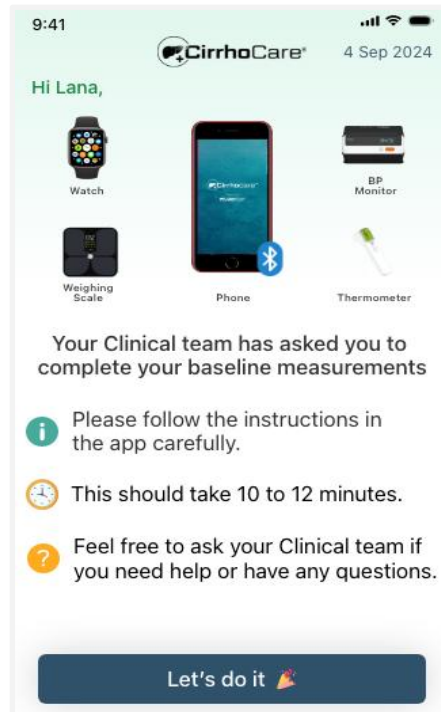 9:41
CirrhoCare®
4 Sep 2024
Hi Lana,
Watch
BP
Monitor
Weighing
Scale
Phone
Thermometer
Your Clinical team has asked you to
complete your baseline measurements
Please follow the instructions in
the app carefully.
This should take 10 to 12 minutes.
Feel free to ask your Clinical team if
you need help or have any questions.
Let's do it 🎉